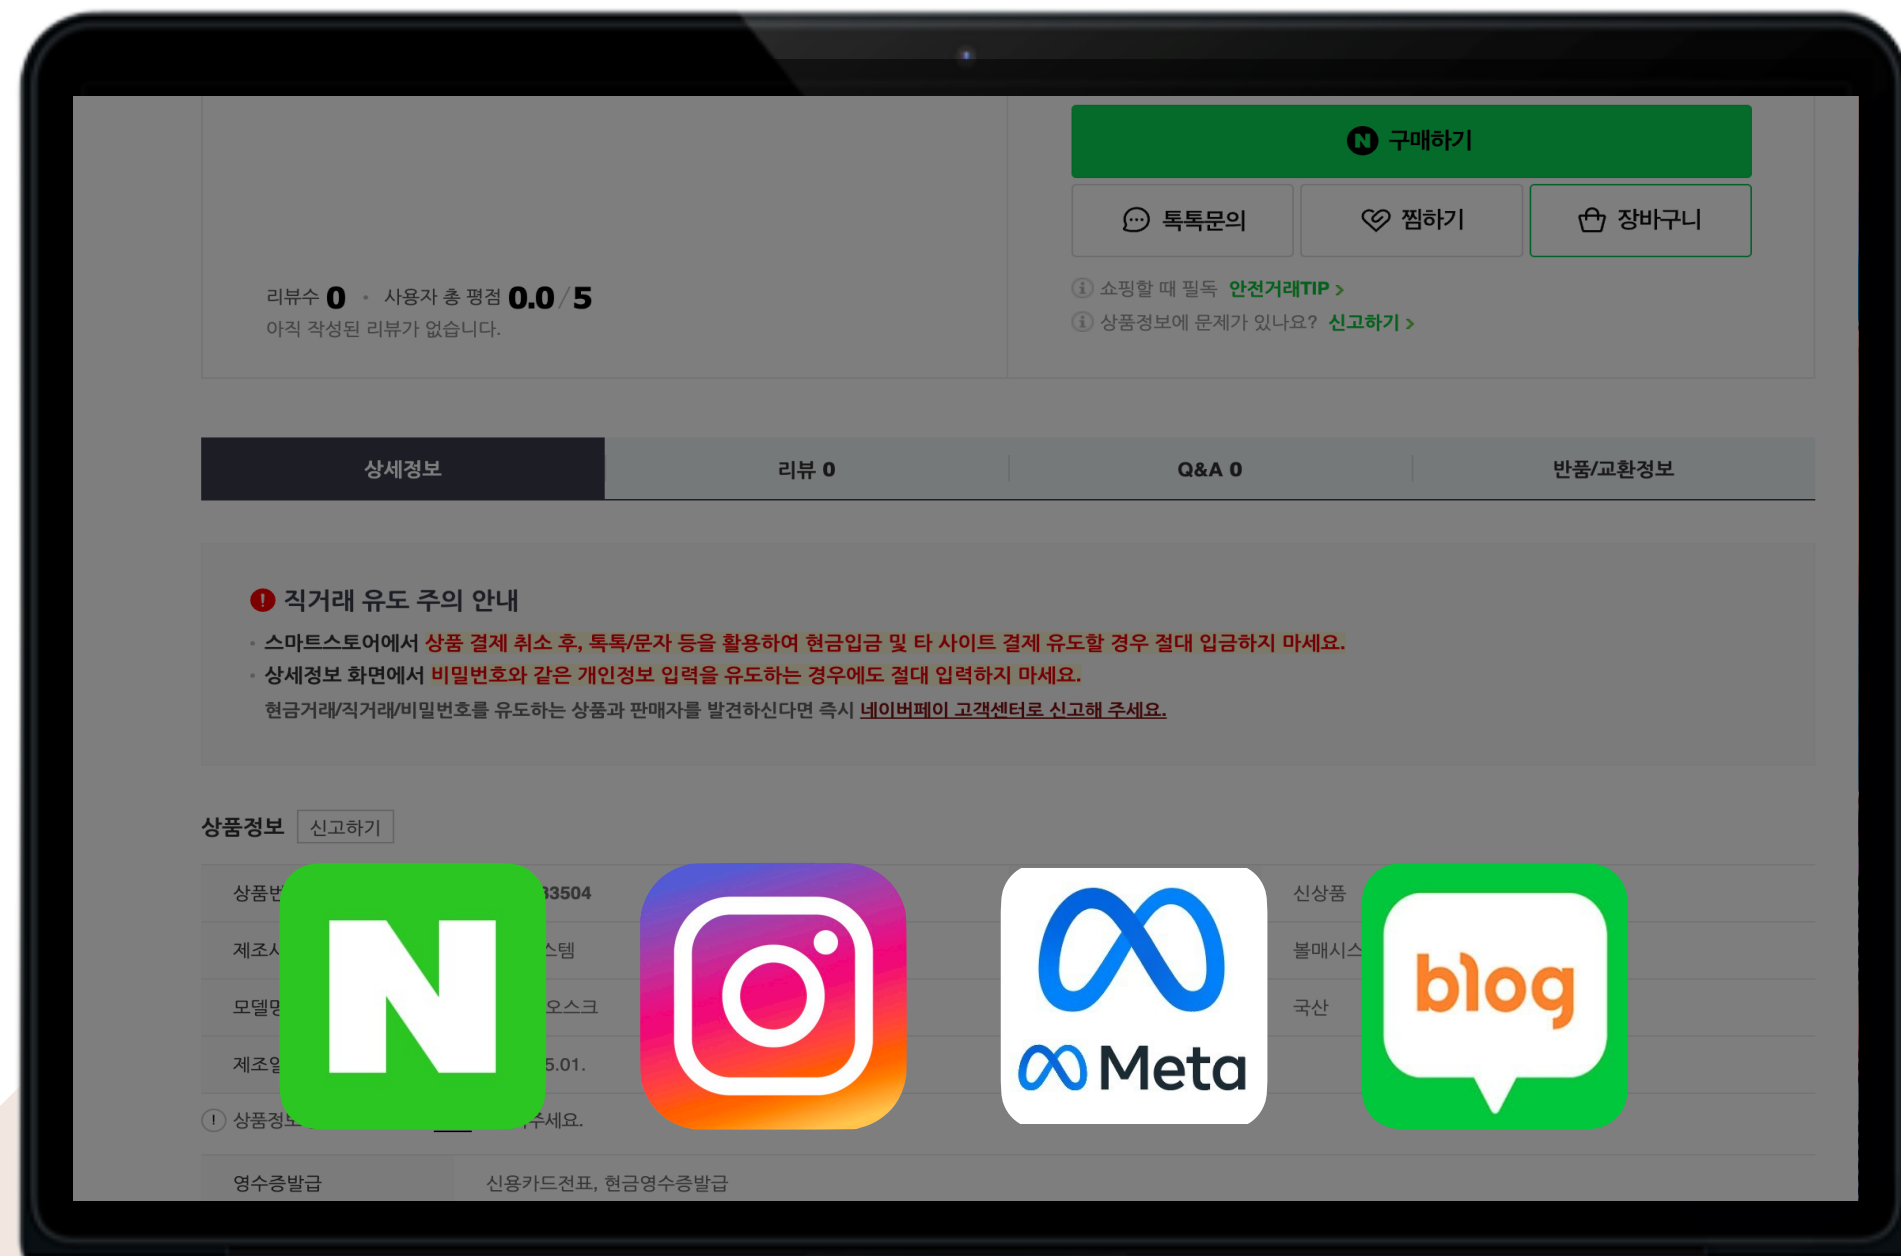 N 구매하기
톡톡문의 찜하기 장바구니
리뷰수 0 · 사용자 총 평점 0.0/5
아직 작성된 리뷰가 없습니다.
쇼핑할 때 필독 안전거래TIP >
상품정보에 문제가 있나요? 신고하기 >
상세정보 리뷰 0 Q&A 0 반품/교환정보
직거래 유도 주의 안내
· 스마트스토어에서 상품 결제 취소 후, 톡톡/문자 등을 활용하여 현금입금 및 타 사이트 결제 유도할 경우 절대 입금하지 마세요.
· 상세정보 화면에서 비밀번호와 같은 개인정보 입력을 유도하는 경우에도 절대 입력하지 마세요.
현금거래/직거래/비밀번호를 유도하는 상품과 판매자를 발견하신다면 즉시 네이버페이 고객센터로 신고해 주세요.
상품정보 신고하기
33504 신상품
스템
오스크 국산
5.01.
주세요.
N
Meta
blog
영수증발급 신용카드전표, 현금영수증발급